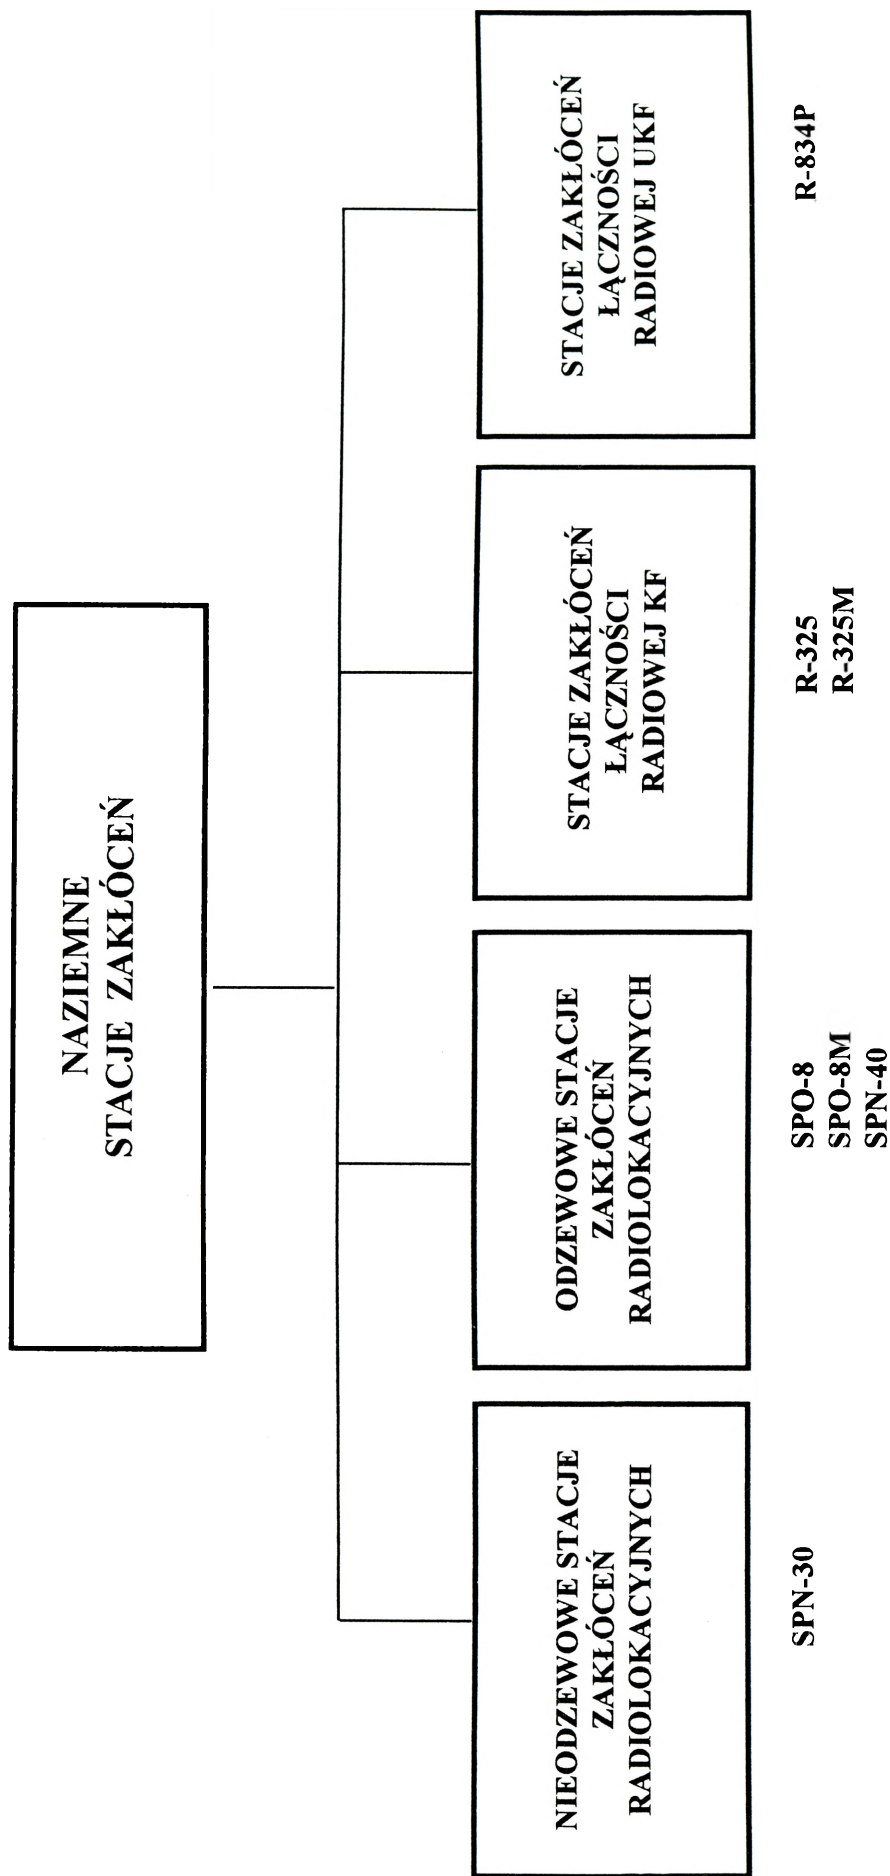 NAZIEMNE
STACJE ZAKŁÓCEŃ
NIEODZEWOWE STACJE
ZAKŁÓCEŃ
RADIOLOKACYJNYCH
SPN-30
ODZEWOWE STACJE
ZAKŁÓCEŃ
RADIOLOKACYJNYCH
SPO-8
SPO-8M
SPN-40
STACJE ZAKŁÓCEŃ
ŁĄCZNOŚCI
RADIOWEJ KF
R-325
R-325M
STACJE ZAKŁÓCEŃ
ŁĄCZNOŚCI
RADIOWEJ UKF
R-834P